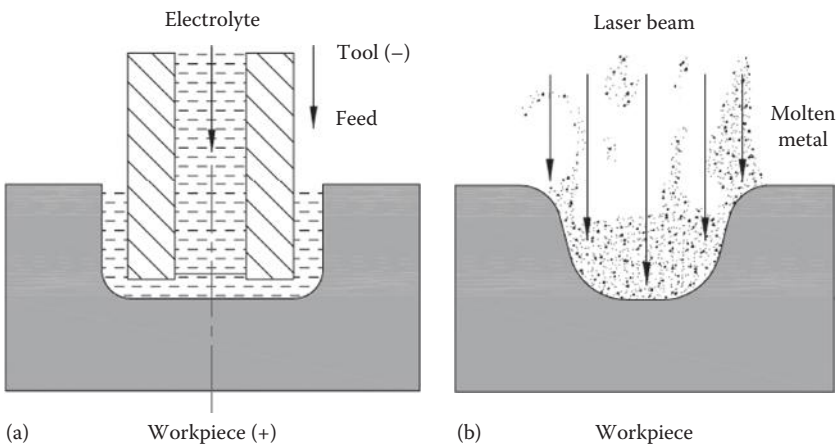 Electrolyte
Tool (–)
Feed
(a)
Workpiece (+)
Laser beam
Molten
metal
(b)
Workpiece